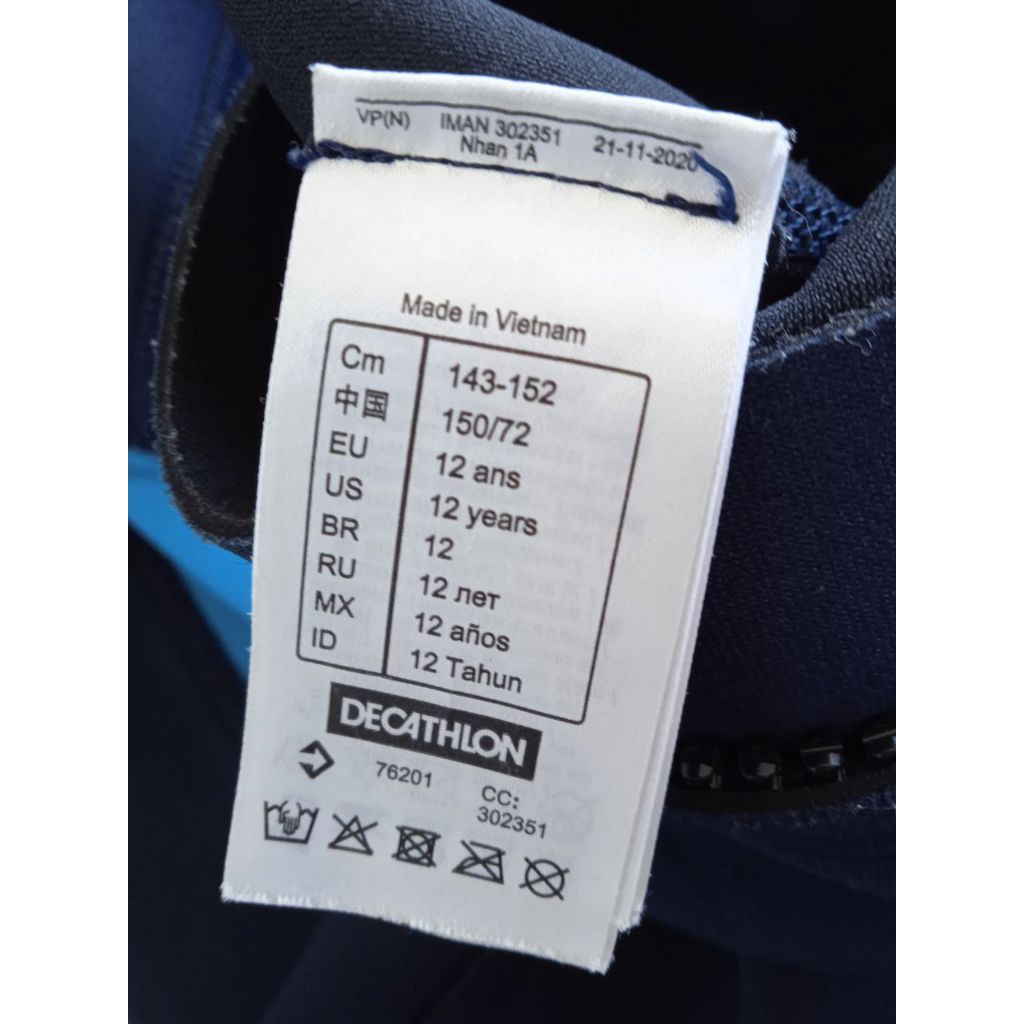 VP(N) IMAN 302351 21-11-2020
Nhan 1A
Made in Vietnam
Cm 143-152
中国 150/72
EU 12 ans
US 12 years
BR 12
RU 12 лет
MX 12 años
ID 12 Tahun
DECATHLON
76201 CC:
302351